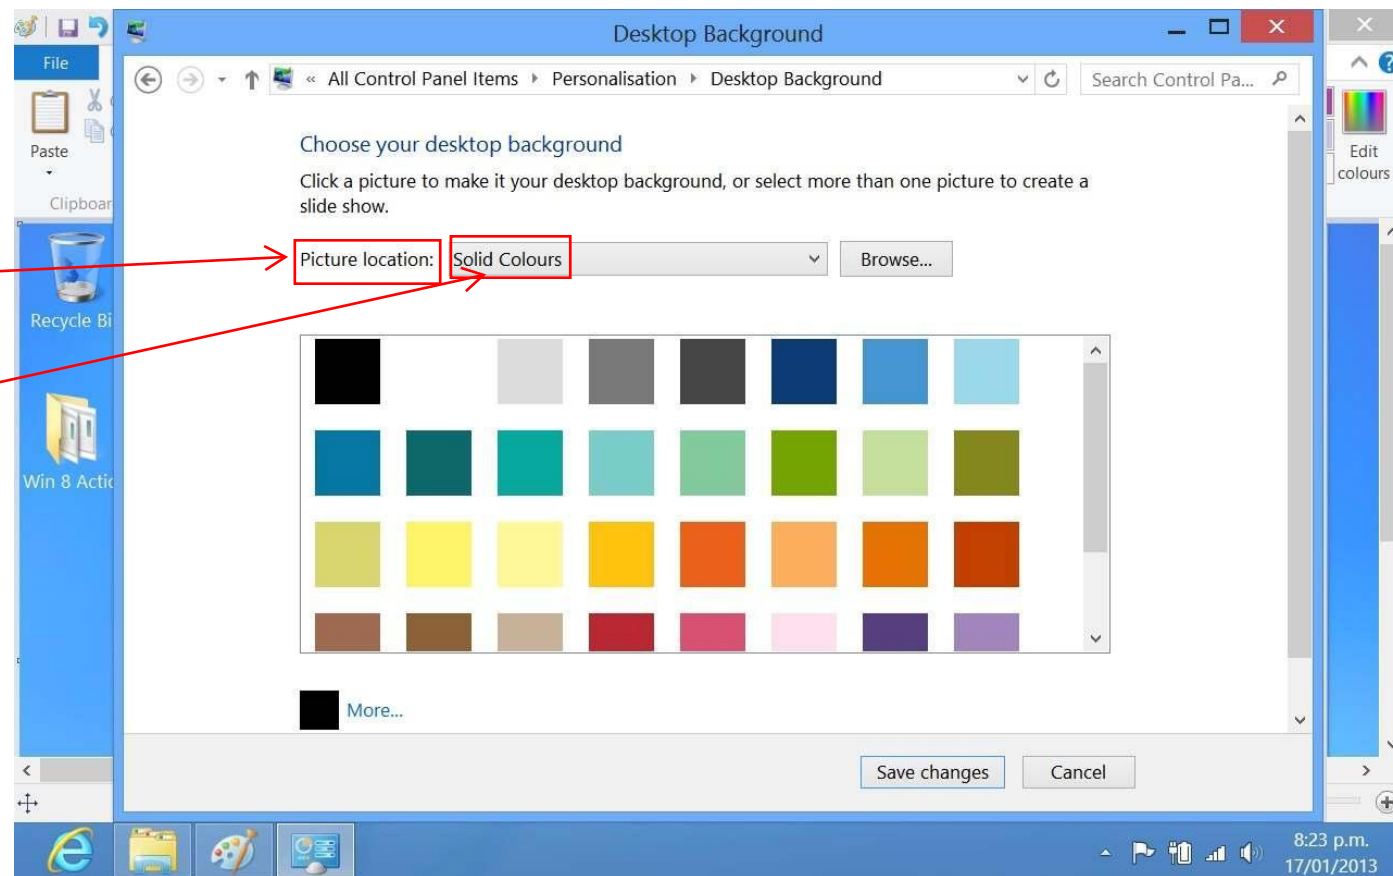 Desktop Background
File
« All Control Panel Items Personalisation Desktop Background
Search Control Pa...
Paste
Clipboar
Edit
colours
Choose your desktop background
Click a picture to make it your desktop background, or select more than one picture to create a
slide show.
Picture location: Solid Colours Browse...
Recycle Bi
Win 8 Actio
More...
Save changes Cancel
8:23 p.m.
17/01/2013